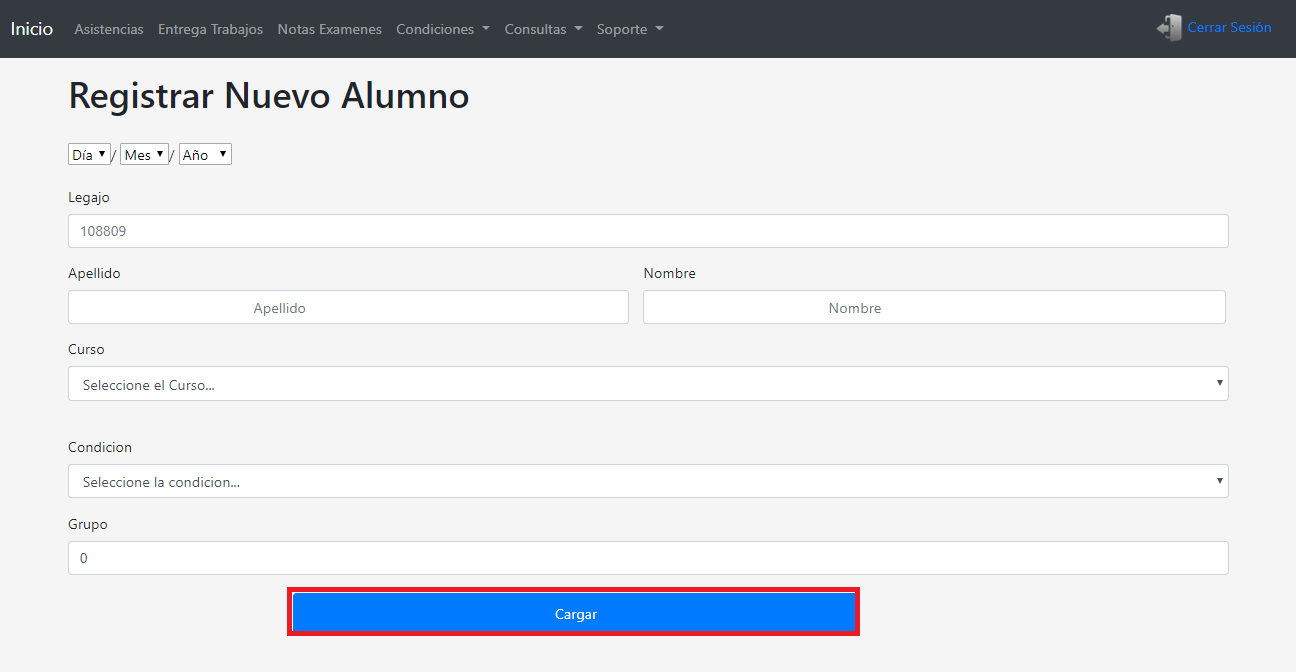 Inicio Asistencias Entrega Trabajos Notas Examenes Condiciones Consultas Soporte Cerrar Sesión
Registrar Nuevo Alumno
Día / Mes / Año
Legajo
108809
Apellido Nombre
Apellido Nombre
Curso
Seleccione el Curso...
Condicion
Seleccione la condicion...
Grupo
0
Cargar